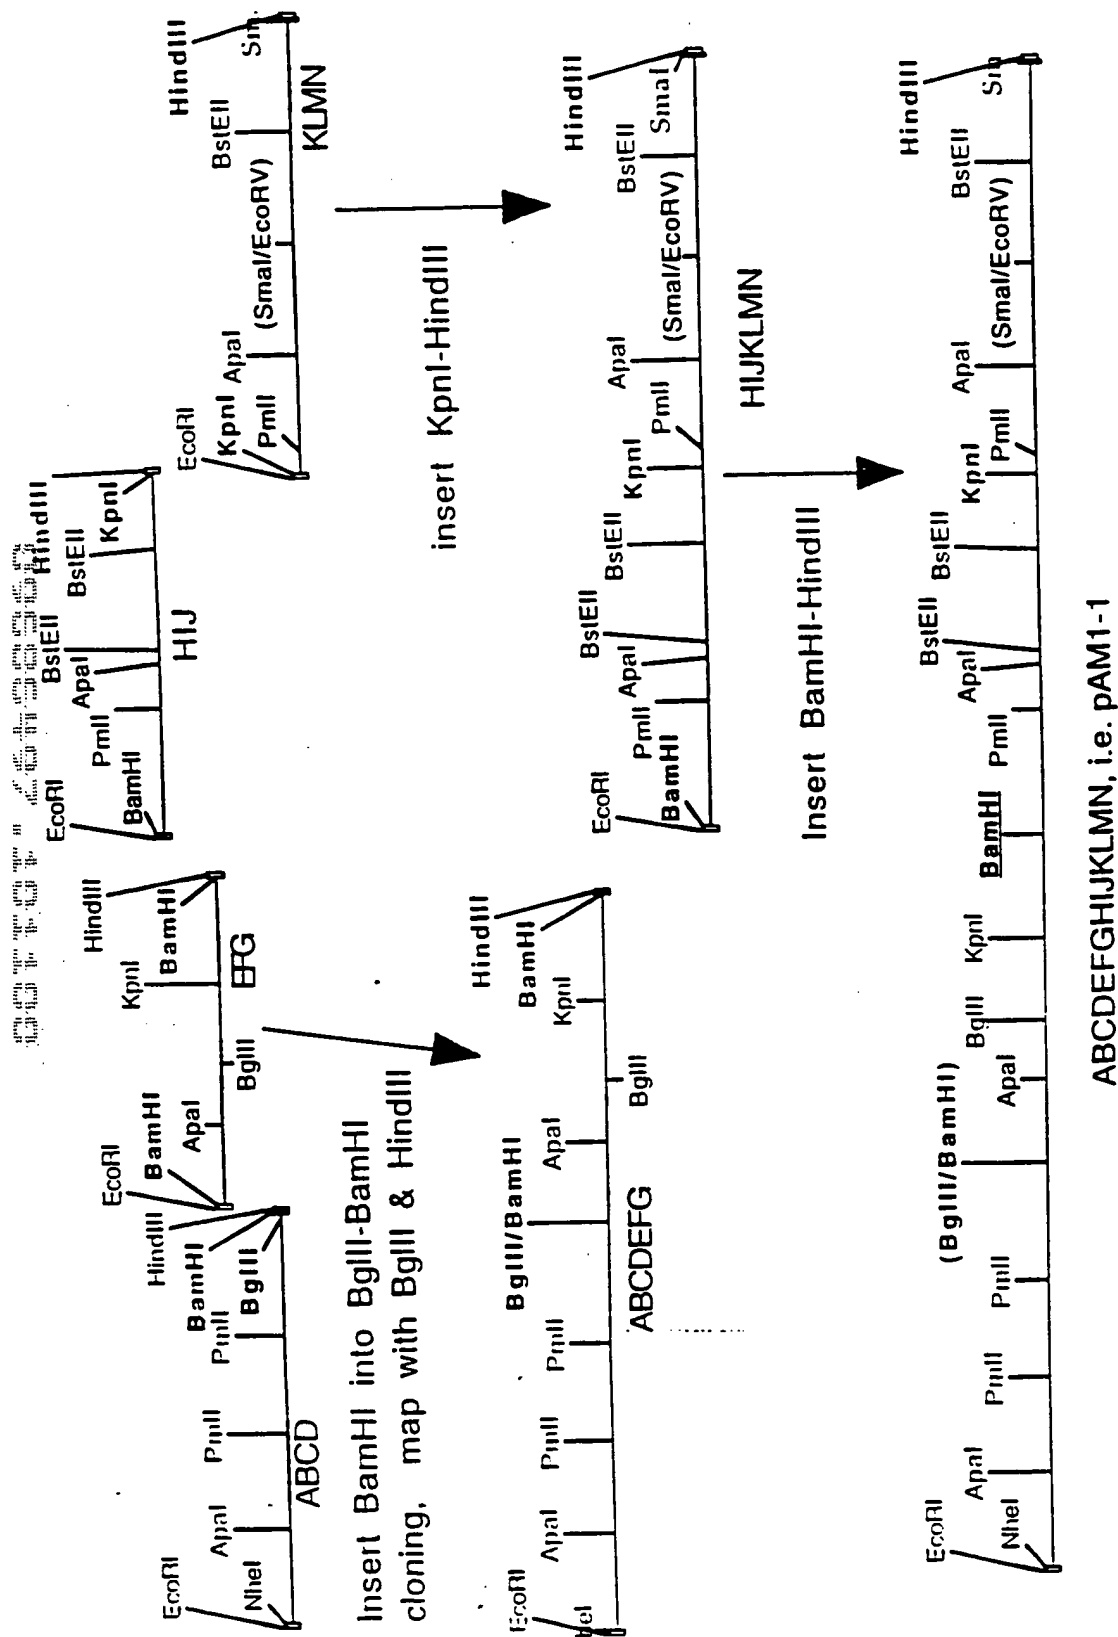 EcoRI
NheI
ApaI
PmlI
PmlI
BglII
BamHI
HindIII
ABCD
EcoRI
BamHI
ApaI
BglII
KpnI
BamHI
HindIII
EFG
EcoRI
BamHI
PmlI
ApaI
BstEII
BstEII
KpnI
HindIII
HIJ
EcoRI
KpnI
PmlI
ApaI
(SmaI/EcoRV)
BstEII
HindIII
Sm
KLMN
Insert BamHI into BglII-BamHI
cloning, map with BglII & HindIII
insert KpnI-HindIII
EcoRI
heI
ApaI
PmlI
PmlI
BglII/BamHI
ApaI
BglII
KpnI
BamHI
HindIII
ABCDEFG
EcoRI
BamHI
PmlI
ApaI
BstEII
BstEII
KpnI
PmlI
ApaI
(SmaI/EcoRV)
BstEII
SmaI
HindIII
HIJKLMN
Insert BamHI-HindIII
EcoRI
NheI
ApaI
PmlI
PmlI
(BglII/BamHI)
ApaI
BglII
KpnI
BamHI
PmlI
ApaI
BstEII
BstEII
KpnI
PmlI
ApaI
(SmaI/EcoRV)
BstEII
Sm
HindIII
ABCDEFGHIJKLMN, i.e. pAM1-1